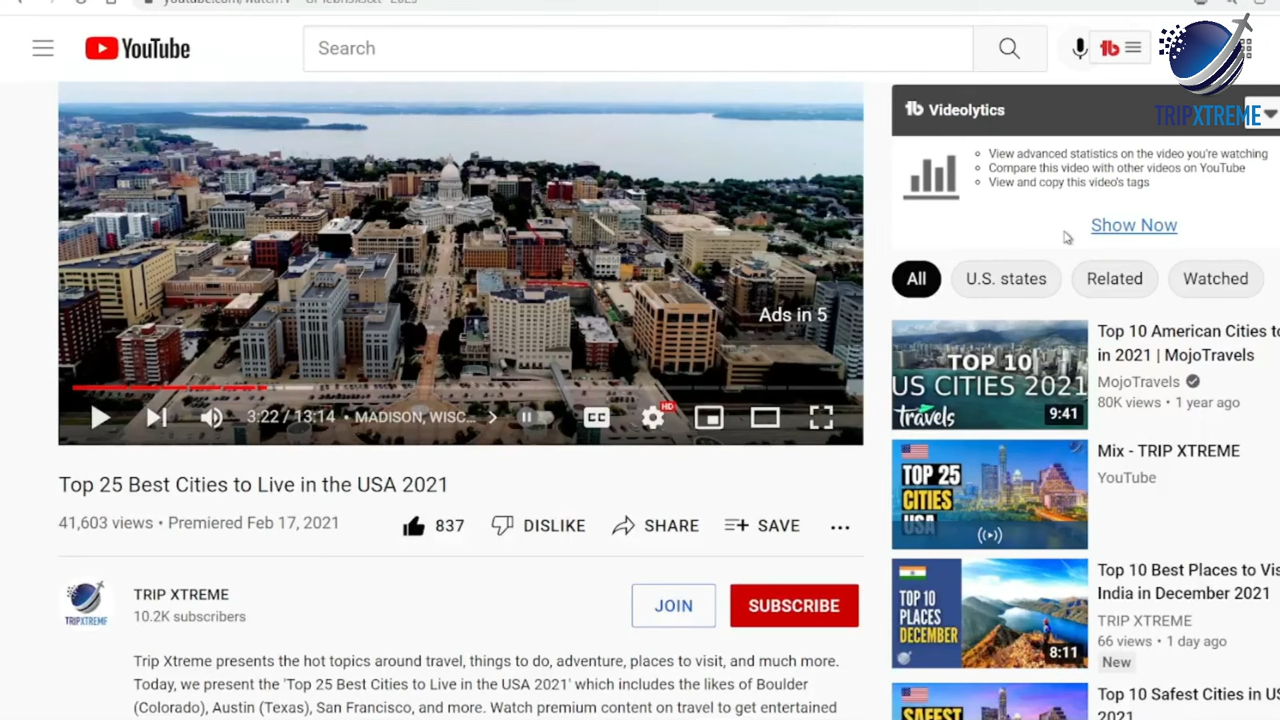 YouTube
Search
TRIPXTREME
Videolytics
View advanced statistics on the video you're watching
Compare this video with other videos on YouTube
View and copy this video's tags
Show Now
All
U.S. states
Related
Watched
Ads in 5
3:22 / 13:14 • MADISON, WISC...
CC
HD
Top 25 Best Cities to Live in the USA 2021
41,603 views • Premiered Feb 17, 2021
837
DISLIKE
SHARE
SAVE
TRIP XTREME
10.2K subscribers
JOIN
SUBSCRIBE
TRIPXTREME
Trip Xtreme presents the hot topics around travel, things to do, adventure, places to visit, and much more.
Today, we present the 'Top 25 Best Cities to Live in the USA 2021' which includes the likes of Boulder
(Colorado), Austin (Texas), San Francisco, and more. Watch premium content on travel to get entertained
TOP 10
US CITIES 2021
travels
9:41
Top 10 American Cities to
in 2021 | MojoTravels
MojoTravels
80K views • 1 year ago
TOP 25
CITIES
USA
Mix - TRIP XTREME
YouTube
TOP 10
PLACES
DECEMBER
8:11
Top 10 Best Places to Vis
India in December 2021
TRIP XTREME
66 views • 1 day ago
New
SAFEST
Top 10 Safest Cities in US
2021